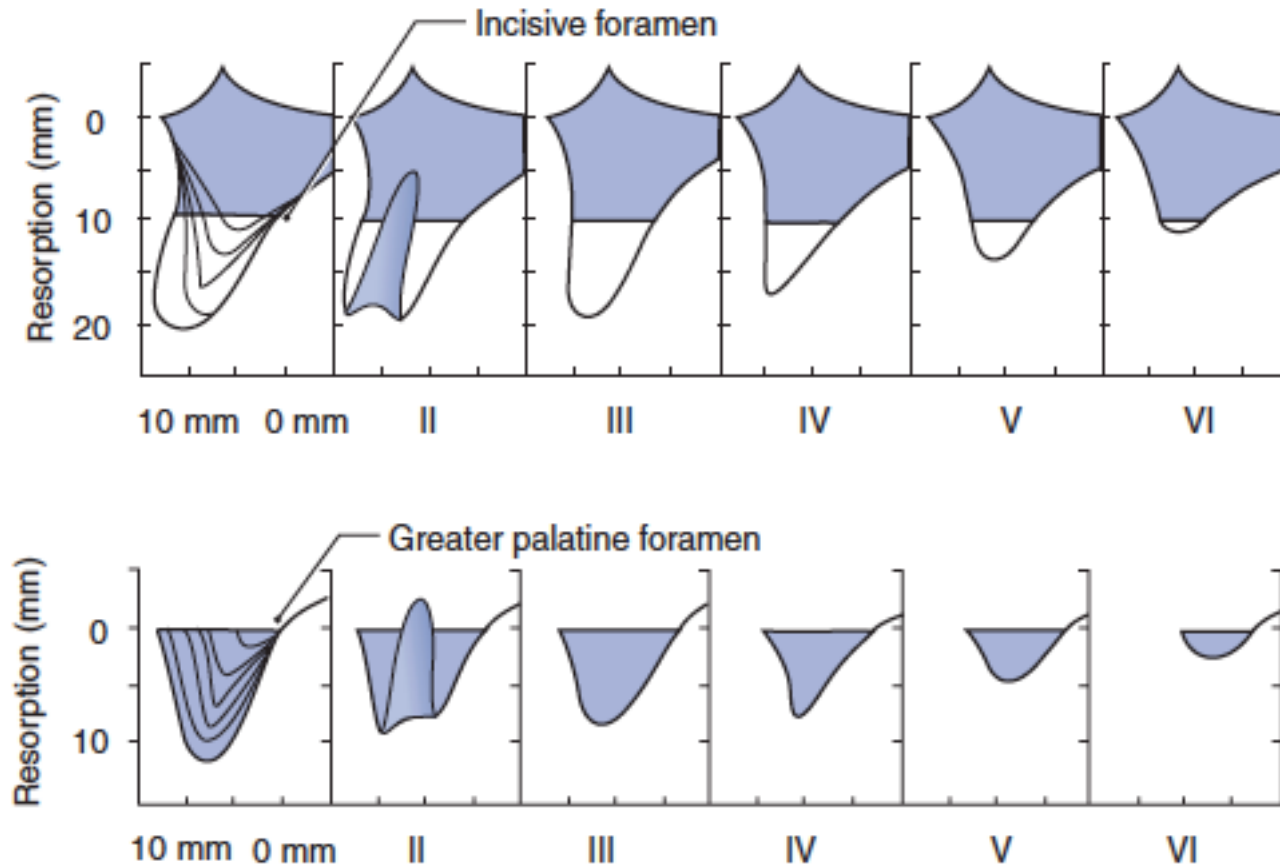 Incisive foramen
Resorption (mm)
0
10
20
10 mm 0 mm II III IV V VI
Greater palatine foramen
Resorption (mm)
0
10
10 mm 0 mm II III IV V VI